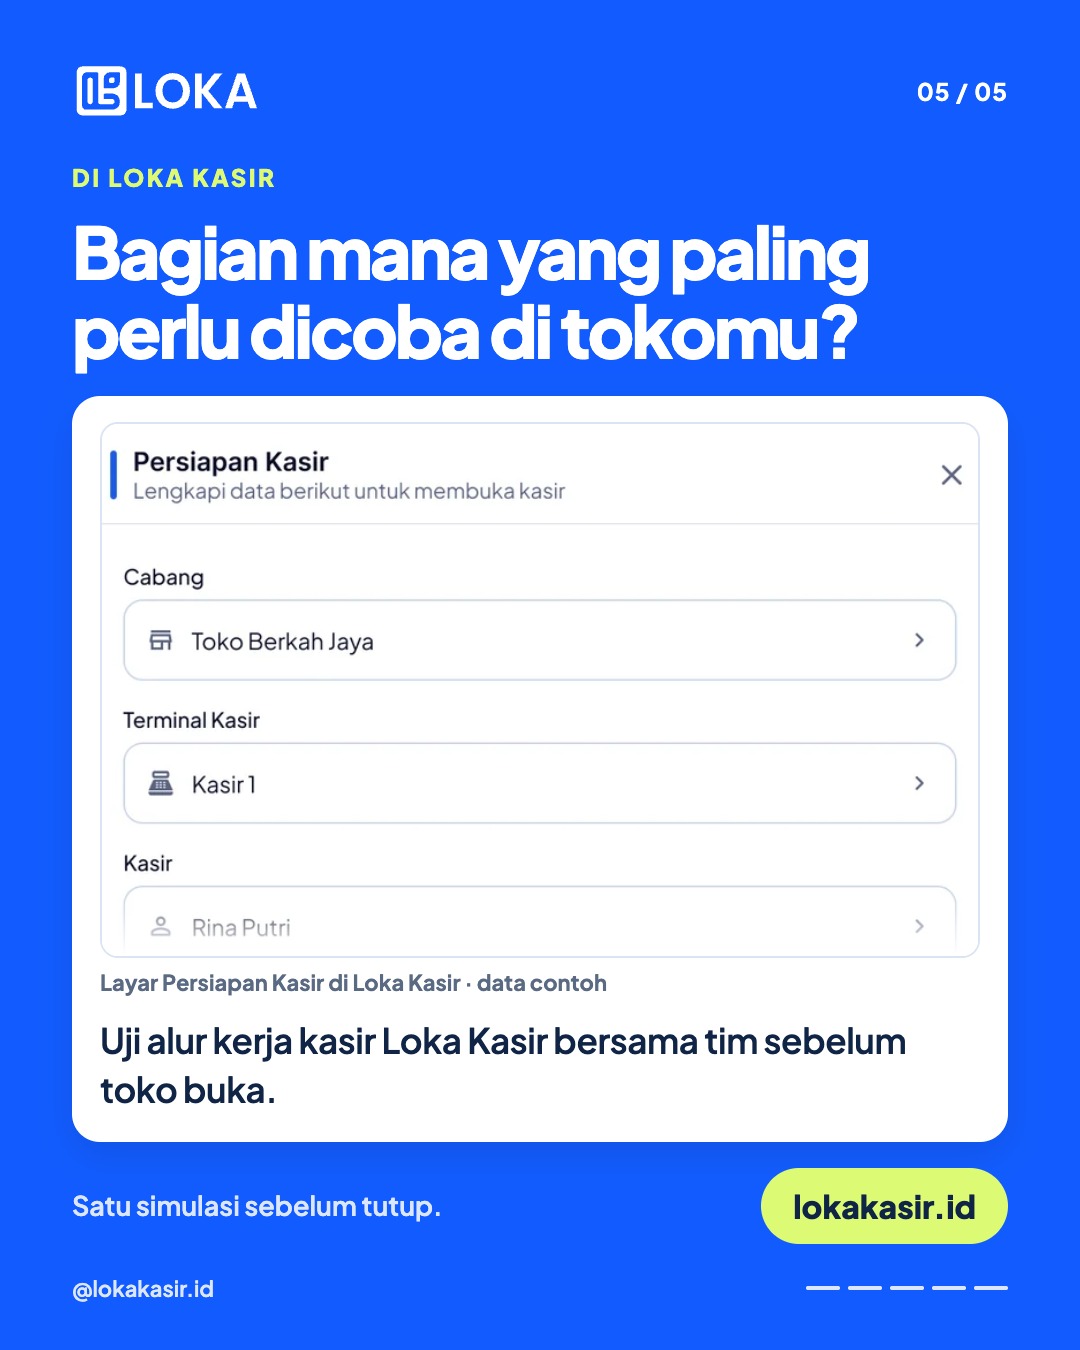 LOKA
05 / 05
DI LOKA KASIR
Bagian mana yang paling
perlu dicoba di tokomu?
Persiapan Kasir
Lengkapi data berikut untuk membuka kasir
Cabang
Toko Berkah Jaya
Terminal Kasir
Kasir 1
Kasir
Rina Putri
Layar Persiapan Kasir di Loka Kasir · data contoh
Uji alur kerja kasir Loka Kasir bersama tim sebelum
toko buka.
Satu simulasi sebelum tutup.
lokakasir.id
@lokakasir.id